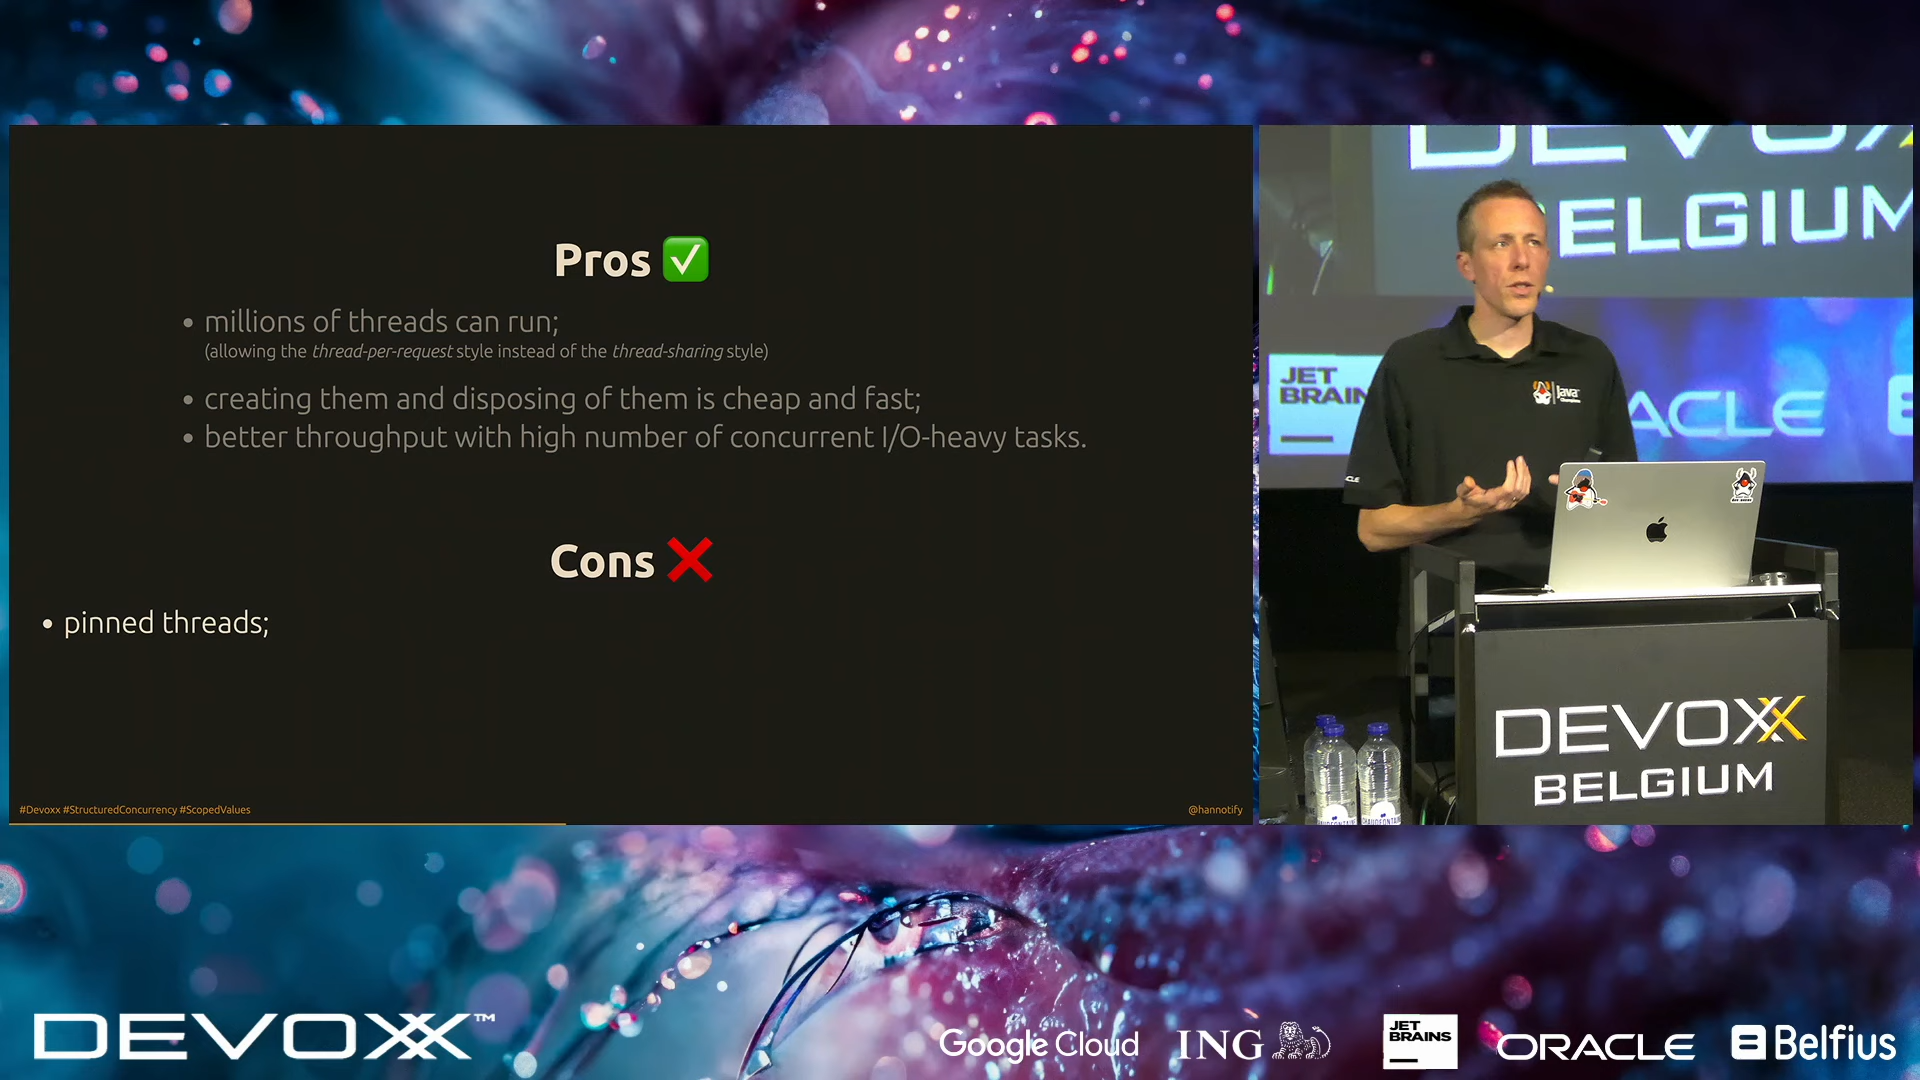 Pros ✅
• millions of threads can run;
(allowing the thread-per-request style instead of the thread-sharing style)
• creating them and disposing of them is cheap and fast;
• better throughput with high number of concurrent I/O-heavy tasks.
Cons ❌
• pinned threads;
#Devoxx #StructuredConcurrency #ScopedValues
@hannotify
DEVOX
BELGIUM
JET
BRAIN
ACLE
Java
DEVOXX
BELGIUM
DEVOXX™
Google Cloud
ING
JET
BRAINS
ORACLE
Belfius